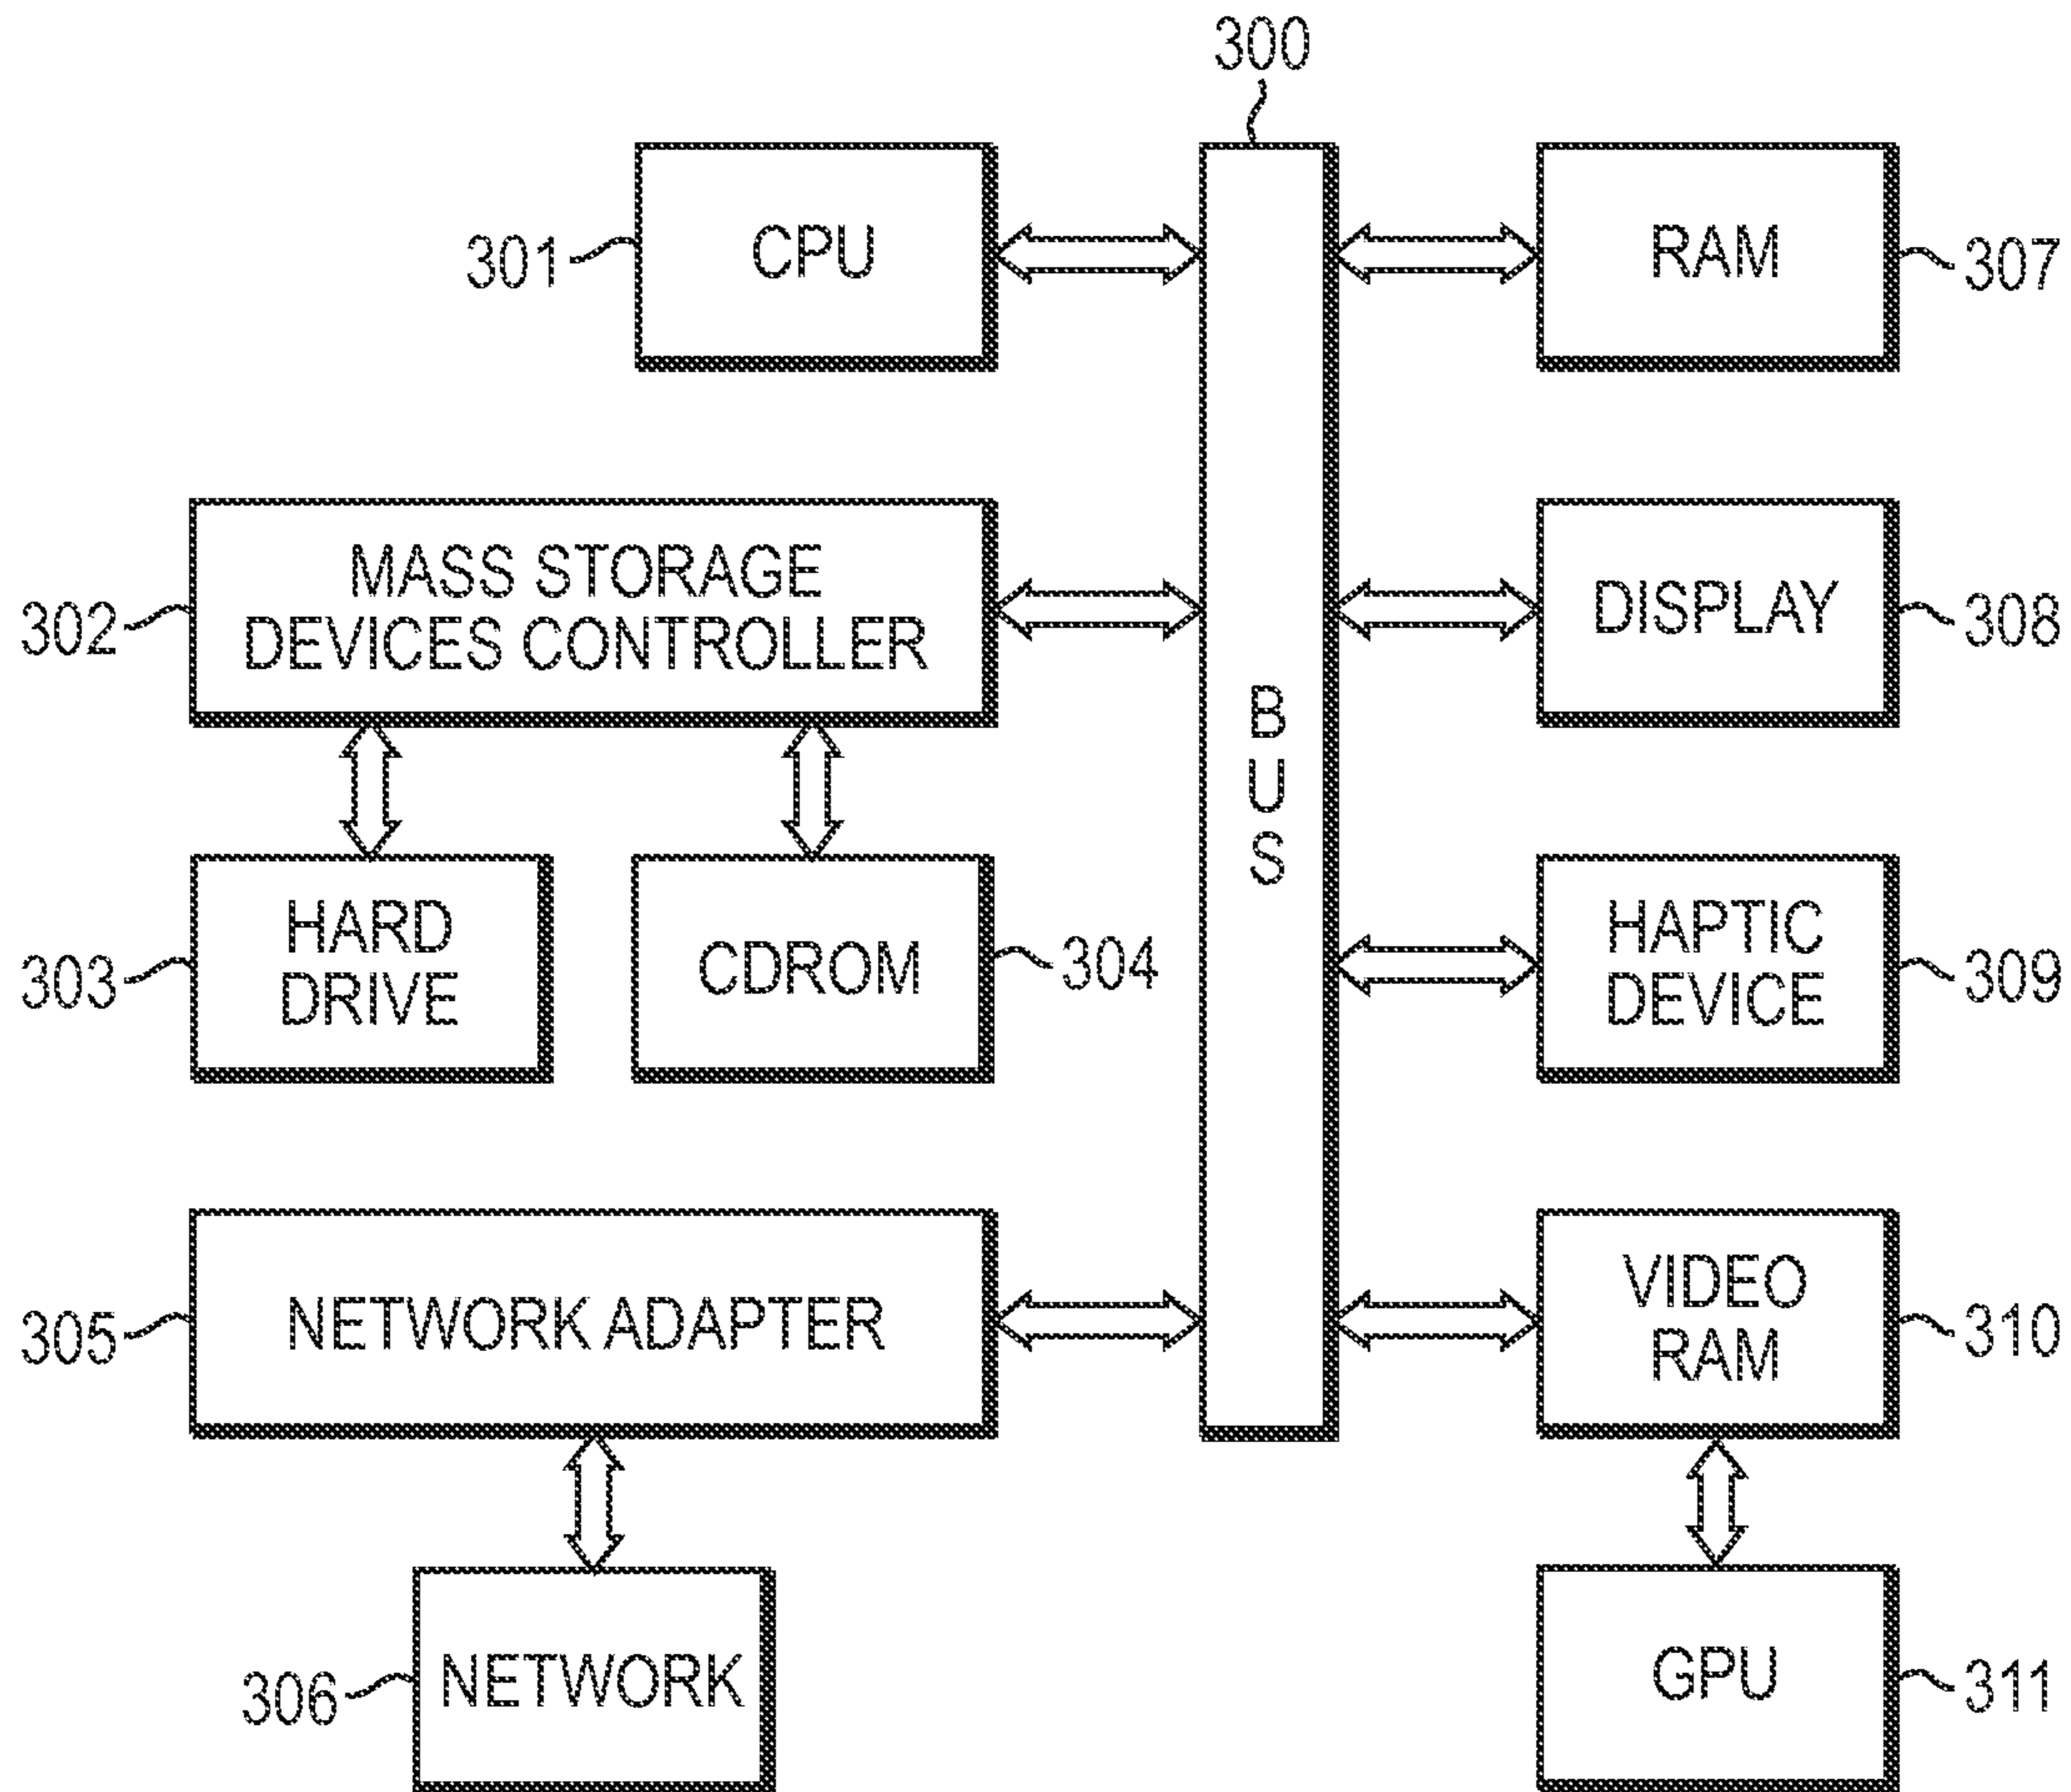 300
301
CPU
RAM
307
302
MASS STORAGE
DEVICES CONTROLLER
DISPLAY
308
B
U
S
303
HARD
DRIVE
CDROM
304
HAPTIC
DEVICE
309
305
NETWORK ADAPTER
VIDEO
RAM
310
306
NETWORK
GPU
311